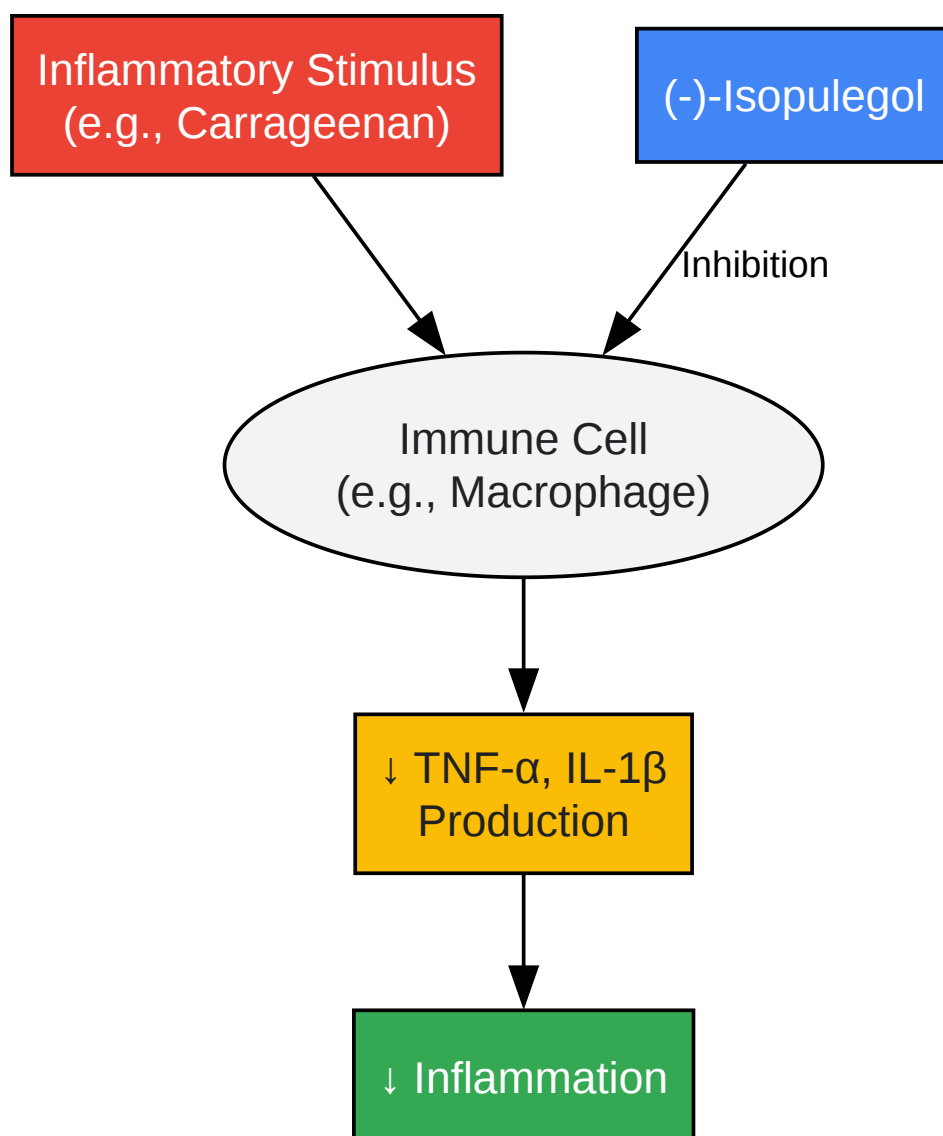 Inflammatory Stimulus
(e.g., Carrageenan)
(-)-Isopulegol
Inhibition
Immune Cell
(e.g., Macrophage)
↓ TNF-α, IL-1β
Production
↓ Inflammation